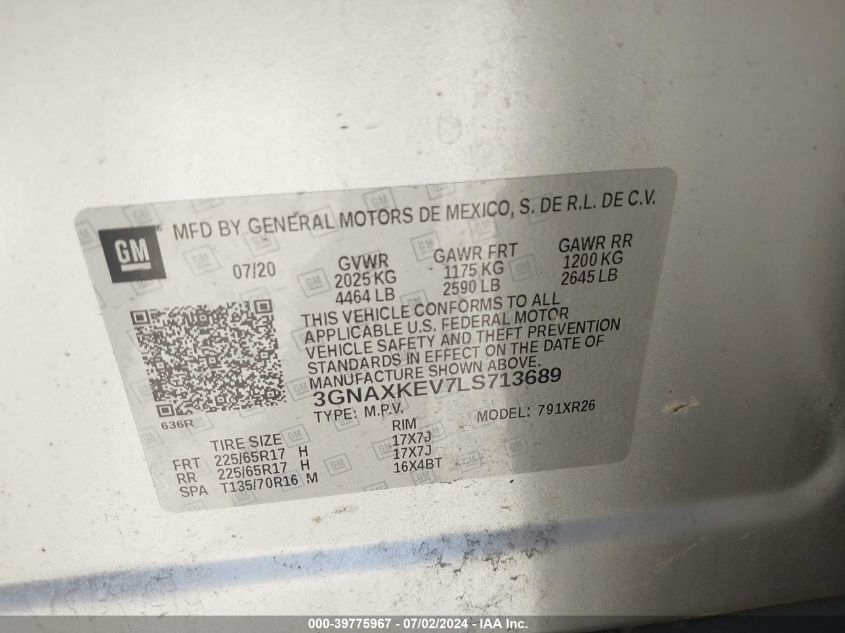 GM
MFD BY GENERAL MOTORS DE MEXICO, S. DE R.L. DE C.V.
07/20
GVWR
2025 KG
4464 LB
GAWR FRT
1175 KG
2590 LB
GAWR RR
1200 KG
2645 LB
THIS VEHICLE CONFORMS TO ALL
APPLICABLE U.S. FEDERAL MOTOR
VEHICLE SAFETY AND THEFT PREVENTION
STANDARDS IN EFFECT ON THE DATE OF
MANUFACTURE SHOWN ABOVE.
3GNAXKEV7LS713689
TYPE: M.P.V. MODEL: 791XR26
636R
TIRE SIZE RIM
FRT 225/65R17 H 17X7J
RR 225/65R17 H 17X7J
SPA T135/70R16 M 16X4BT
000-39775967 - 07/02/2024 - IAA Inc.